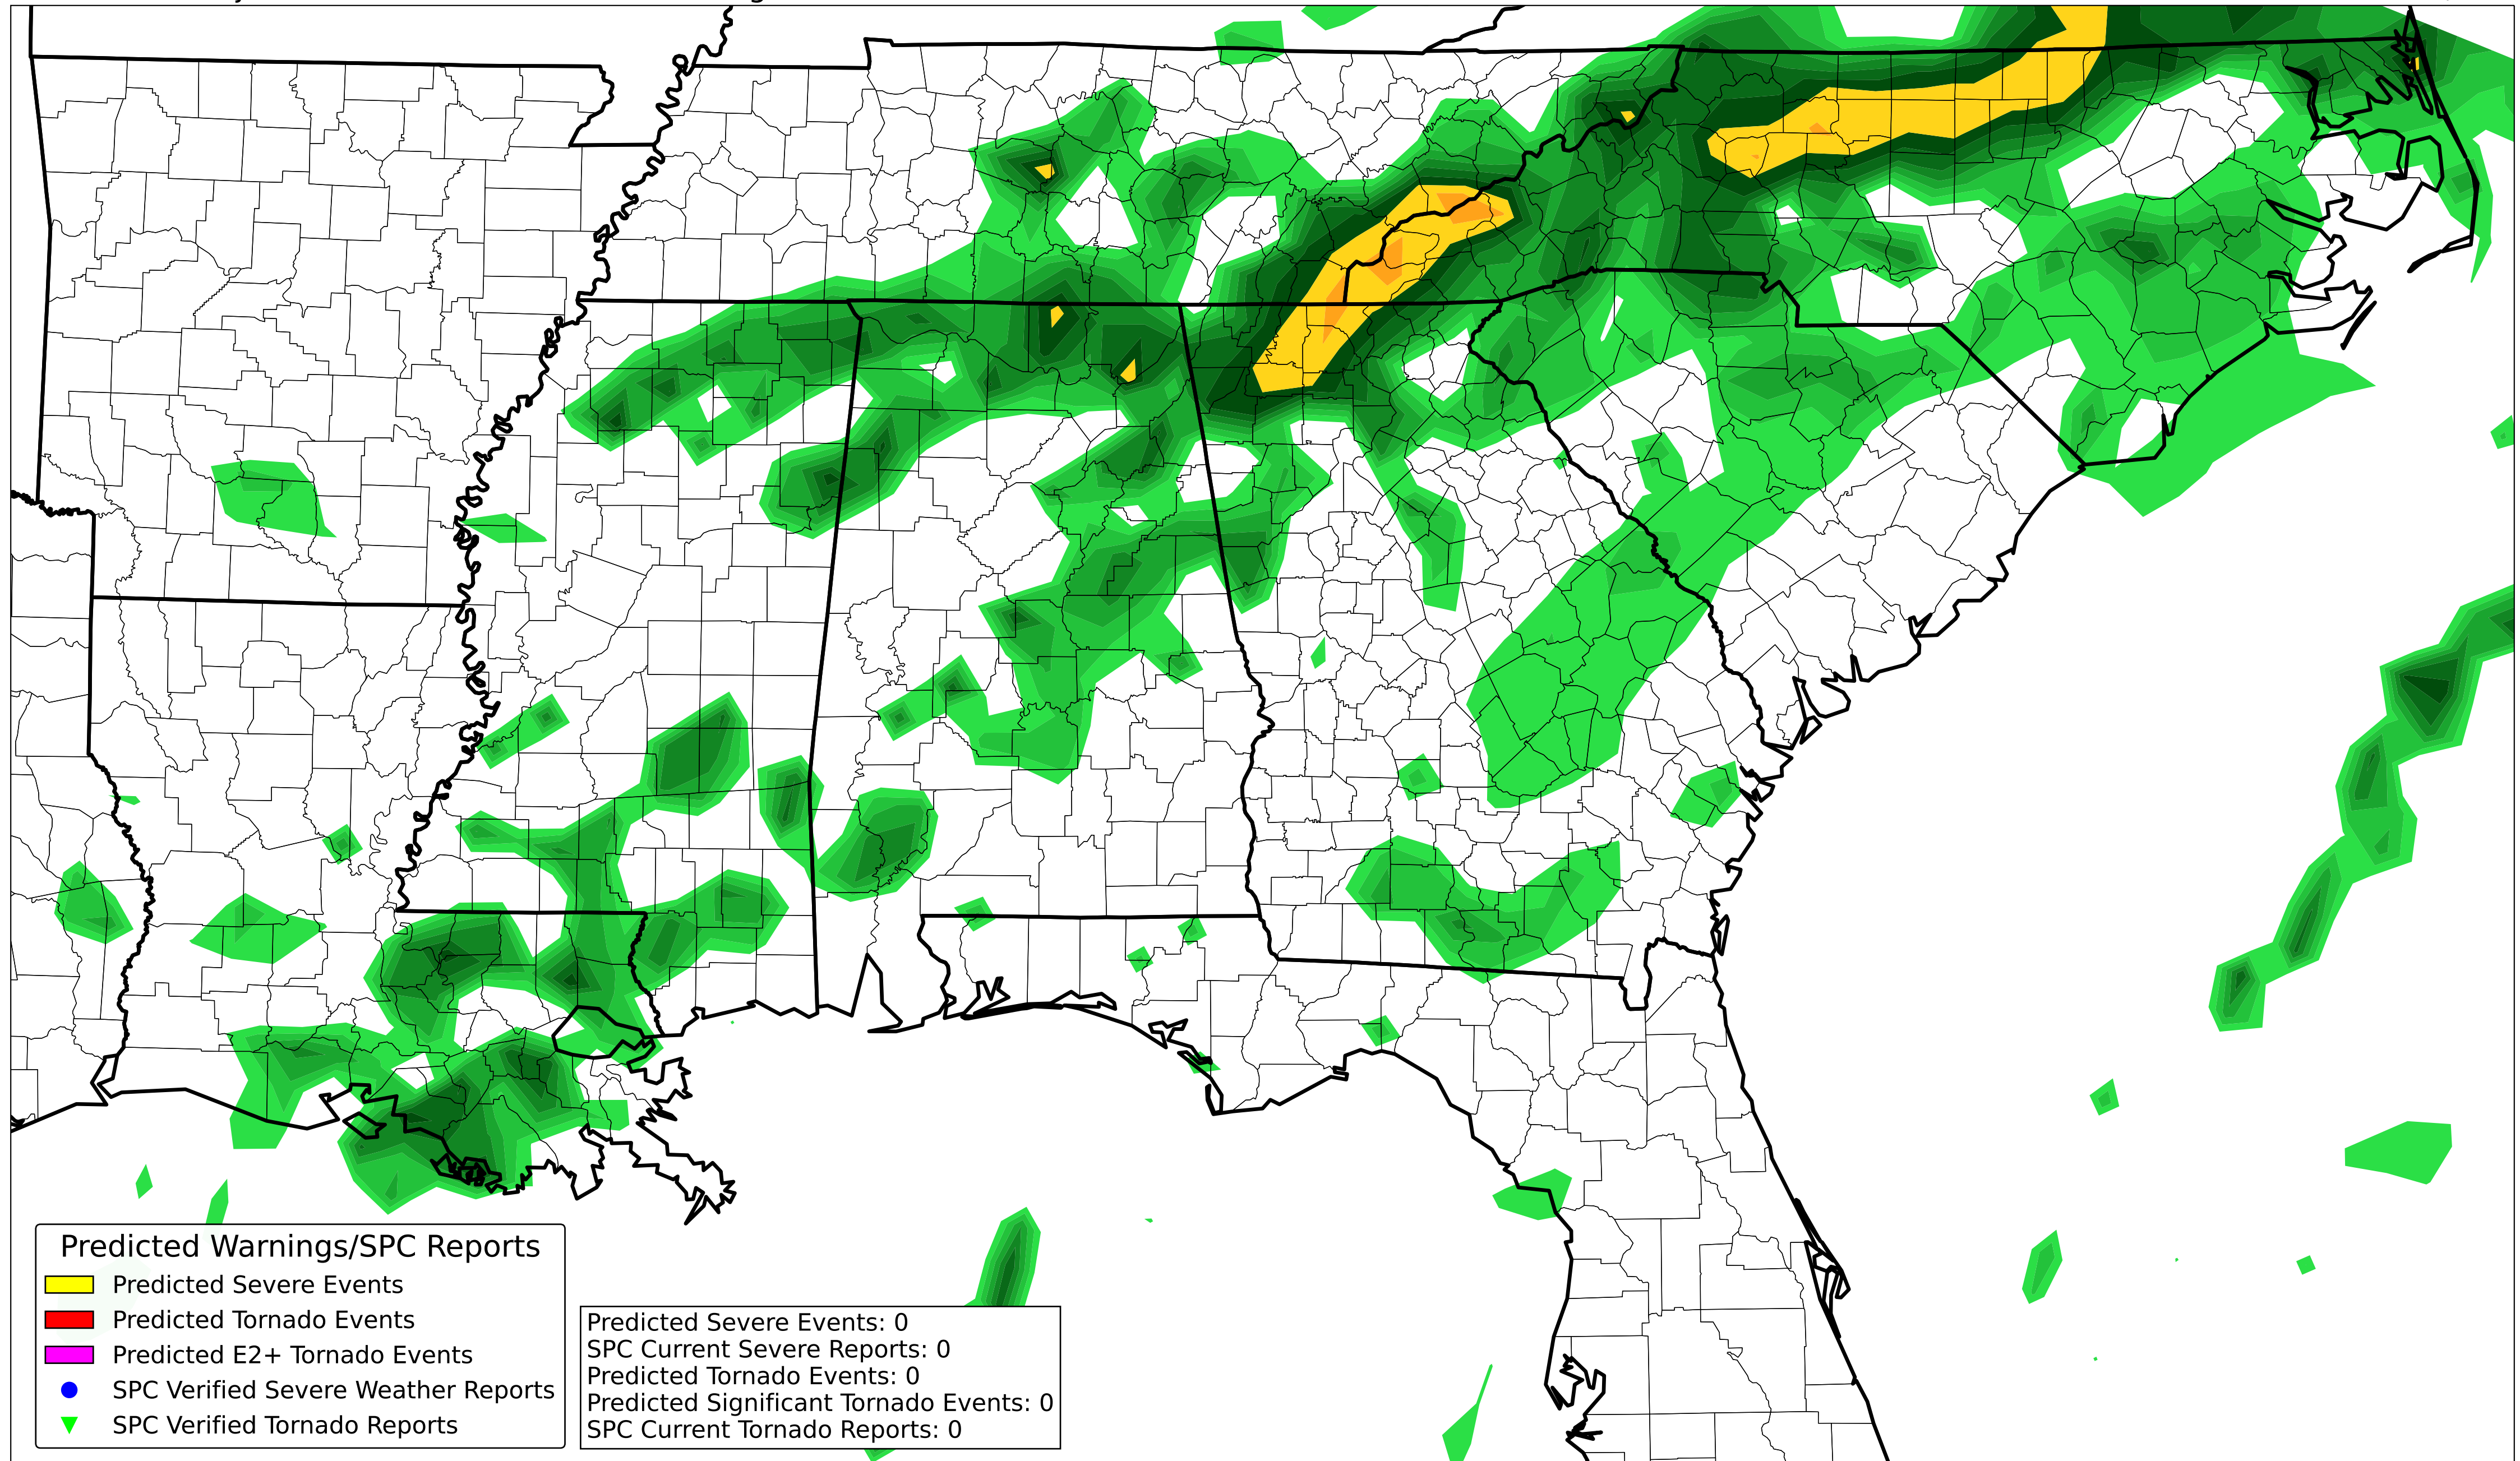 Predicted Warnings/SPC Reports
Predicted Severe Events
Predicted Tornado Events
Predicted E2+ Tornado Events
SPC Verified Severe Weather Reports
SPC Verified Tornado Reports
Predicted Severe Events: 0
SPC Current Severe Reports: 0
Predicted Tornado Events: 0
Predicted Significant Tornado Events: 0
SPC Current Tornado Reports: 0